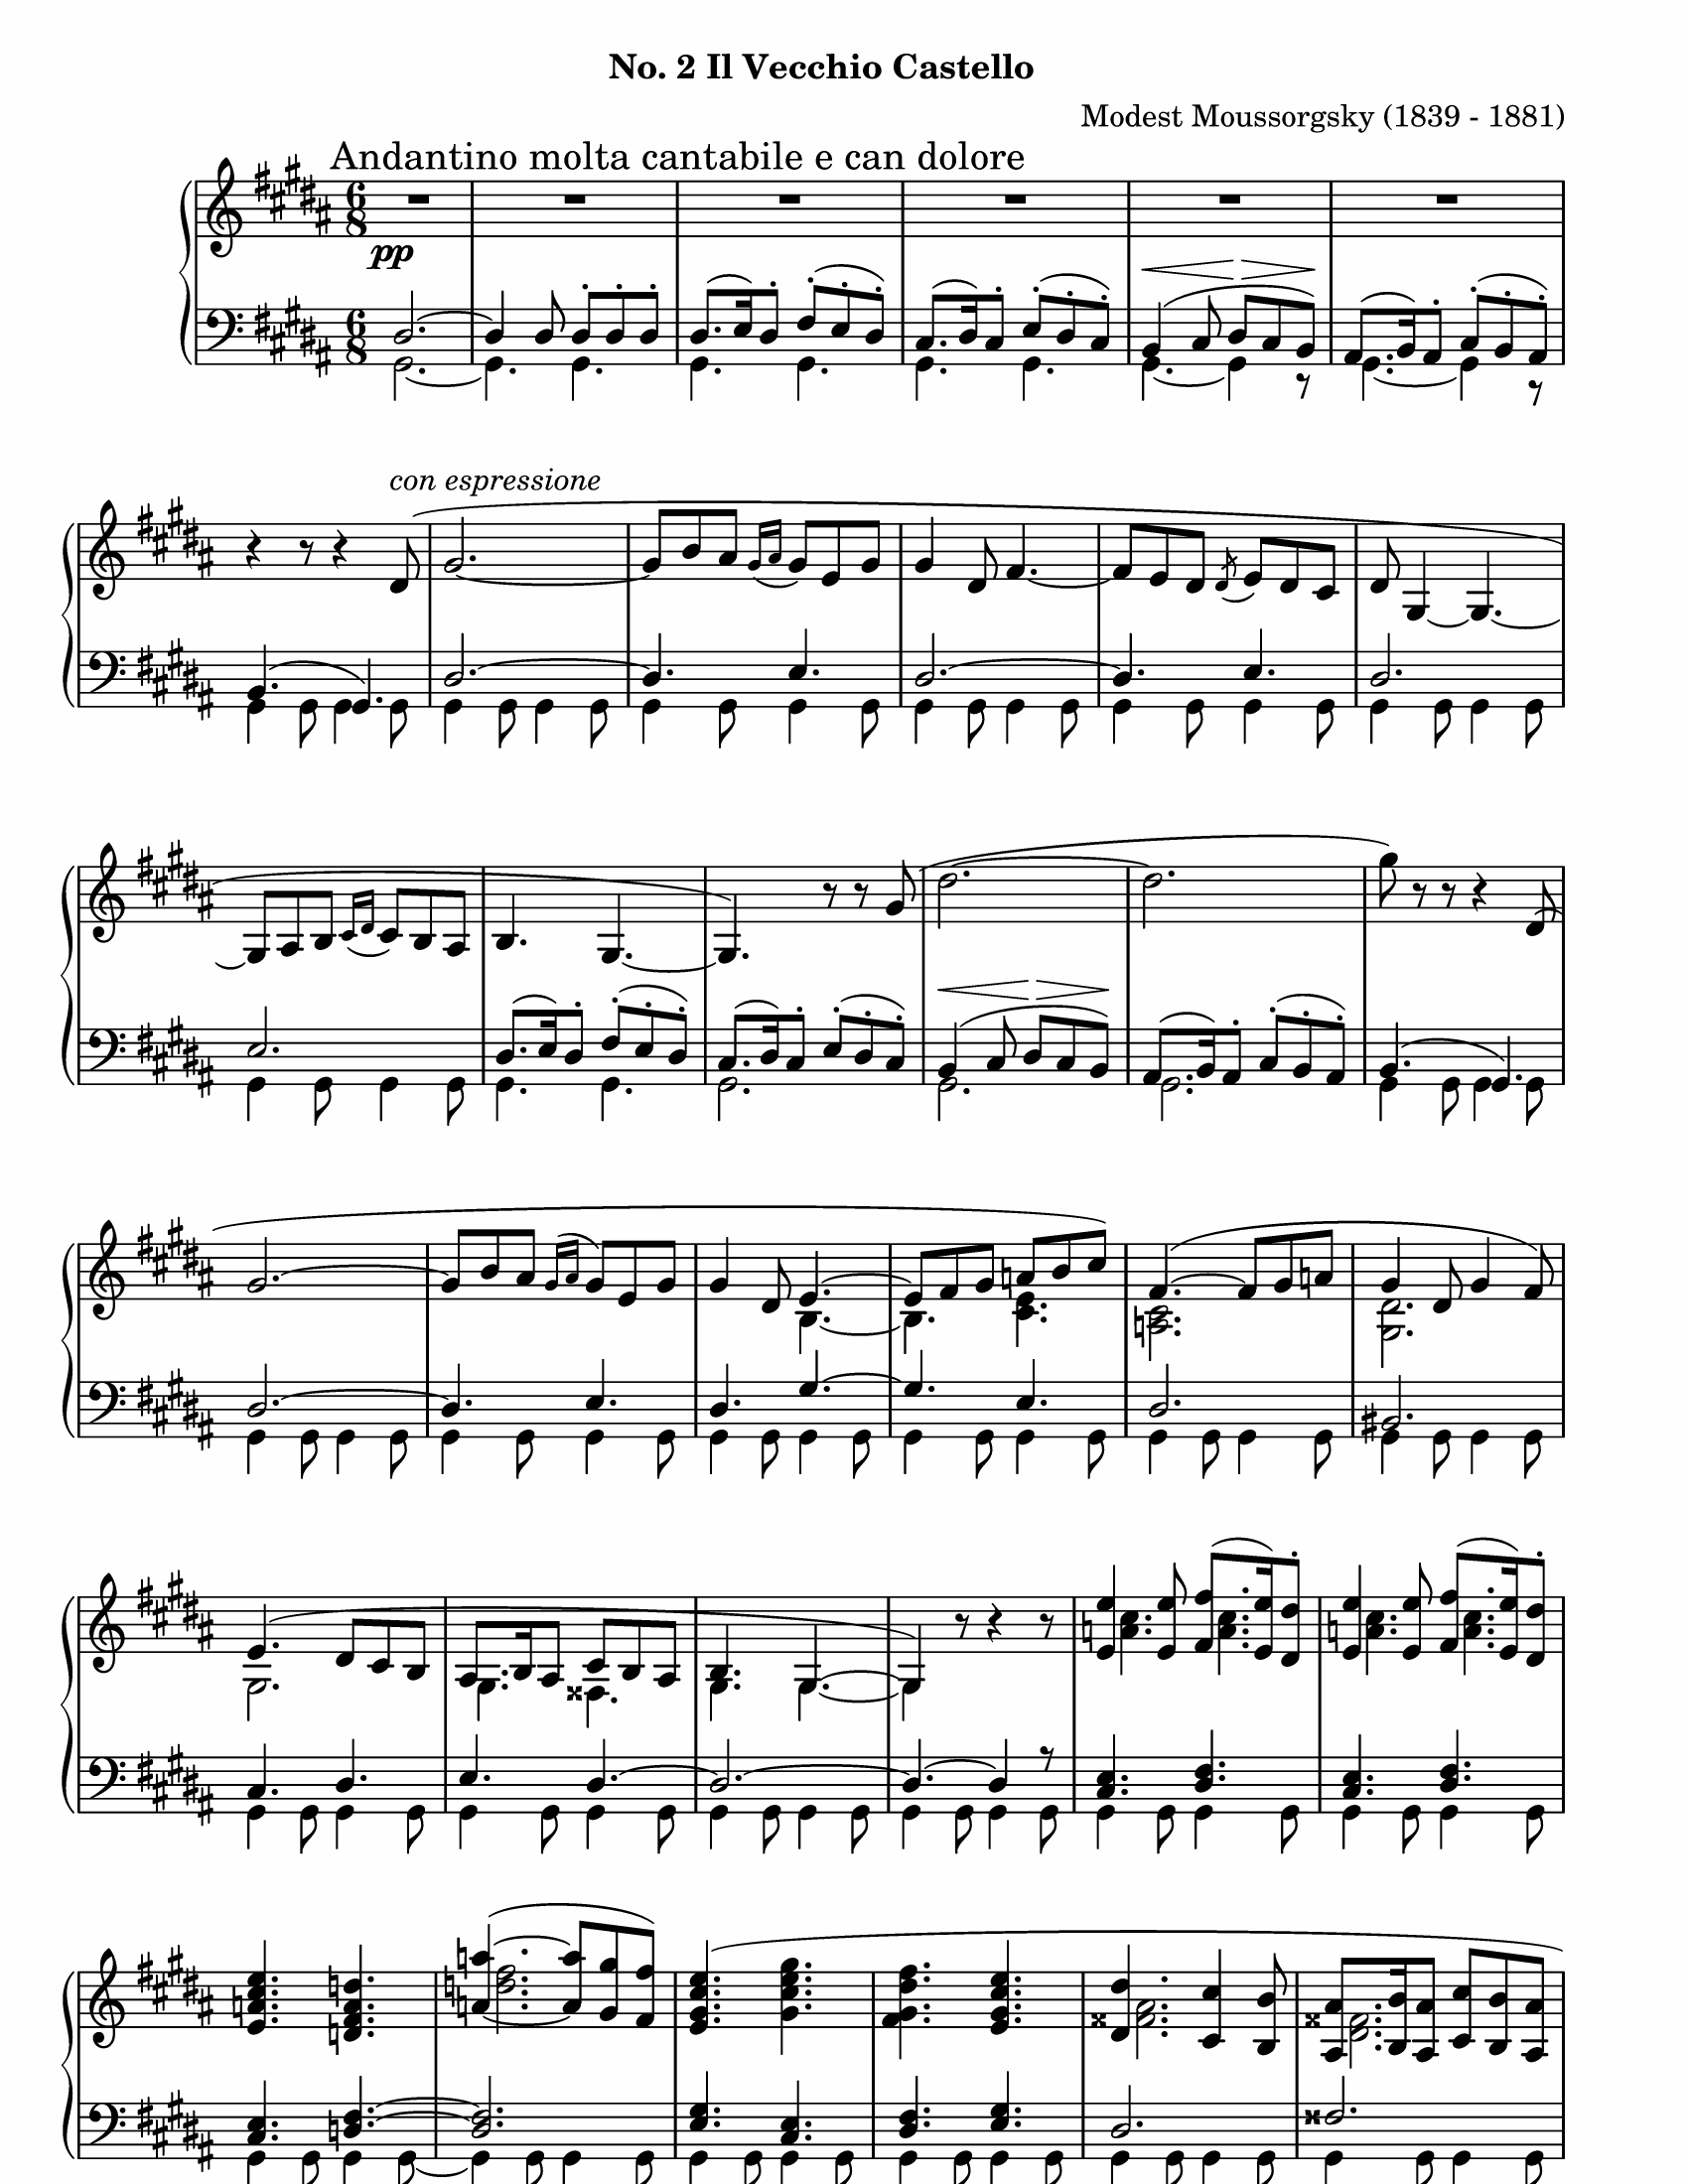 No. 2 Il Vecchio Castello
Modest Moussorgsky (1839 - 1881)
Andantino molta cantabile e can dolore
pp
con espressione